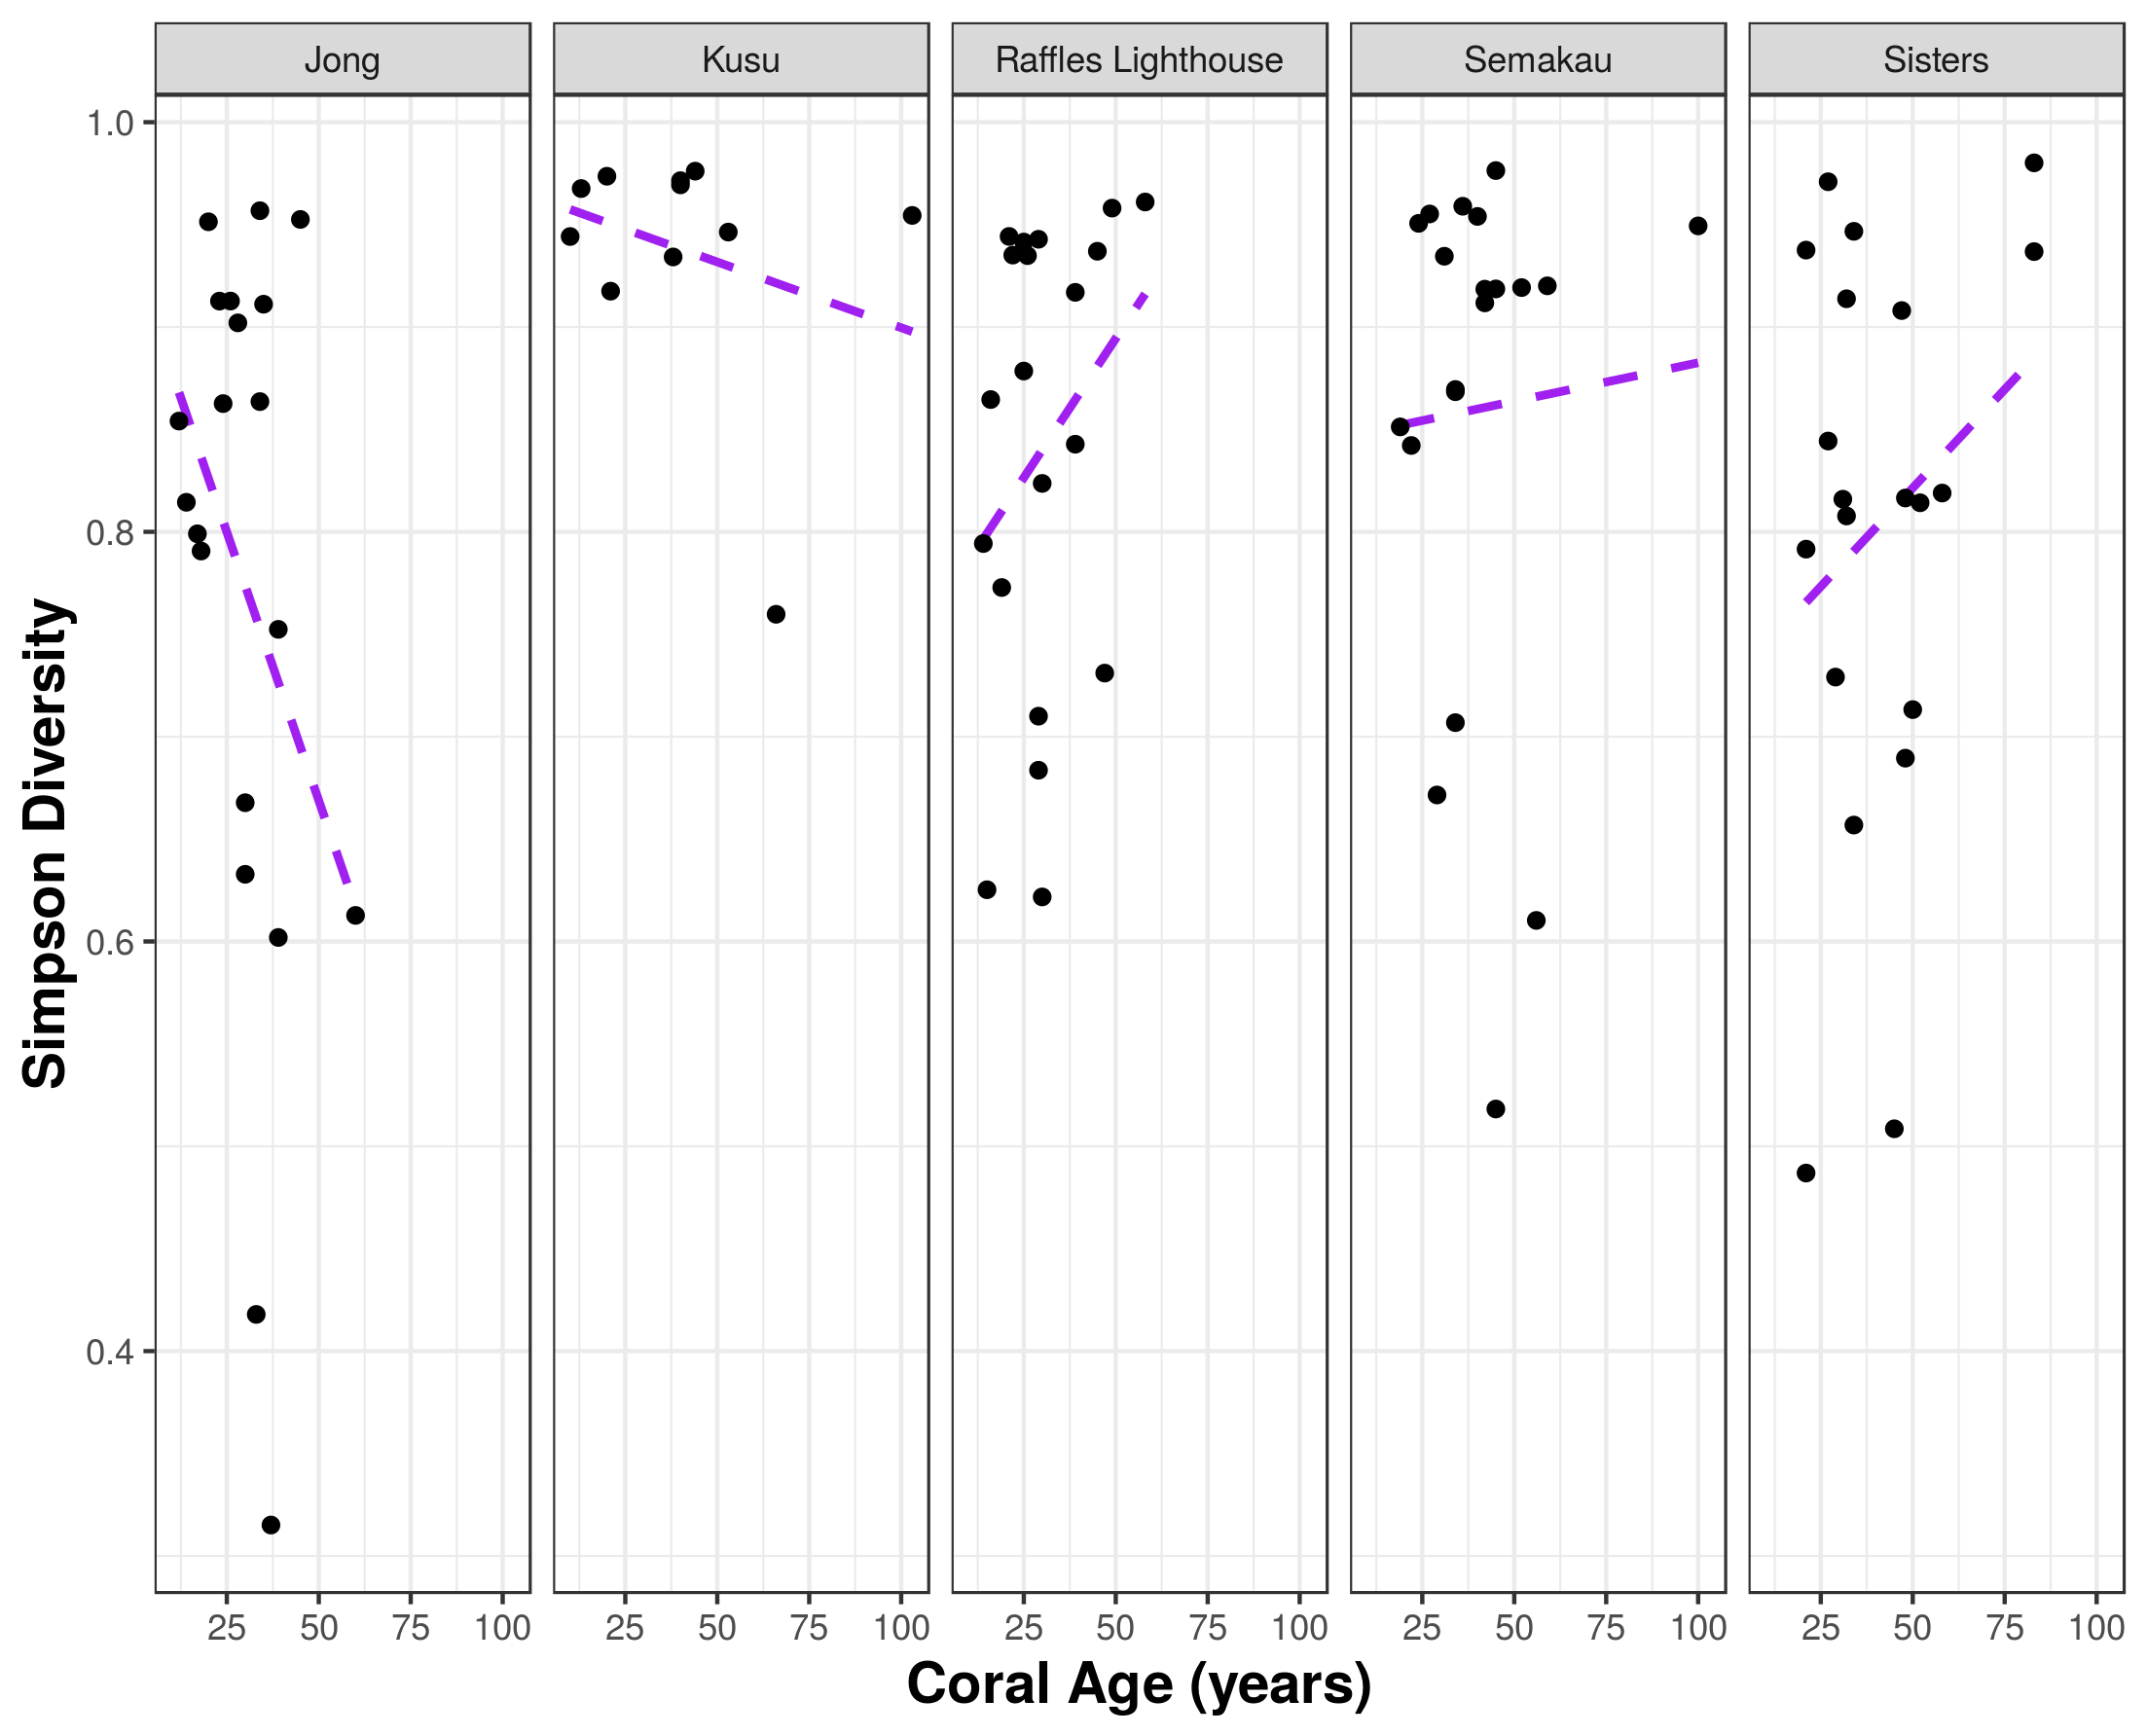 Jong Kusu Raffles Lighthouse Semakau Sisters
1.0
0.8
0.6
0.4
Simpson Diversity
25 50 75 100 25 50 75 100 25 50 75 100 25 50 75 100 25 50 75 100
Coral Age (years)